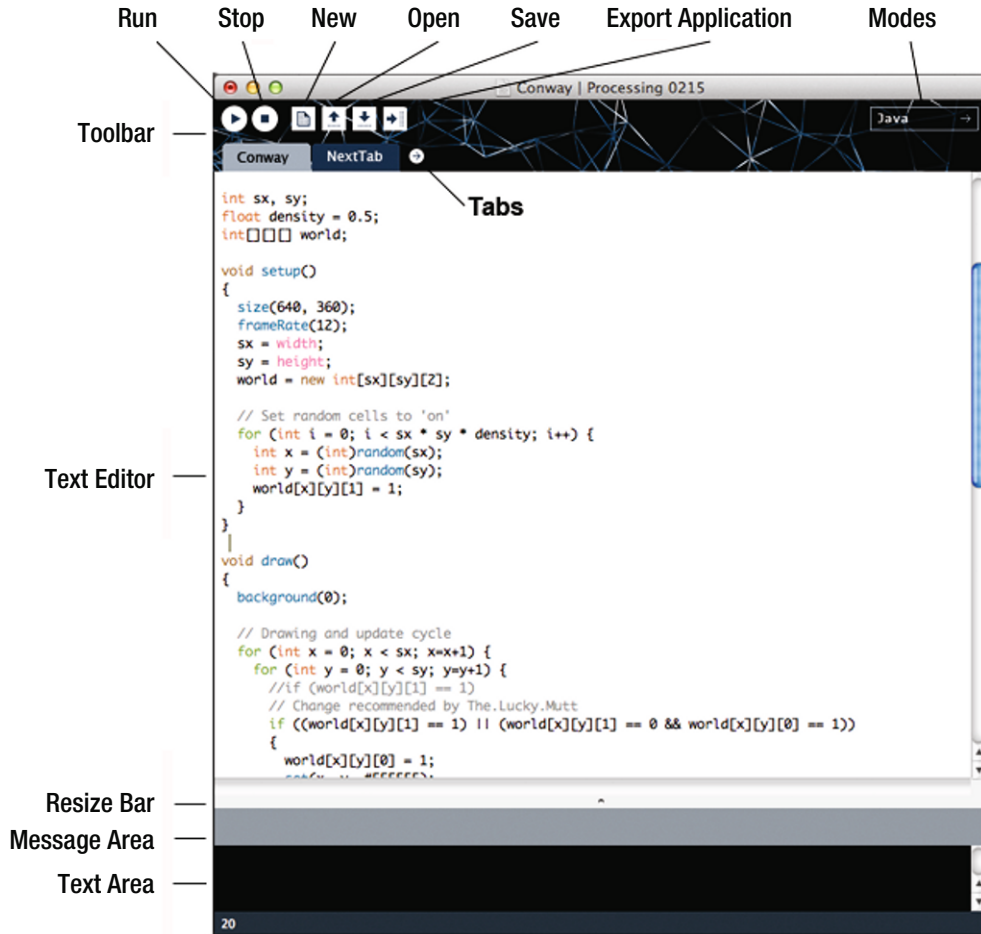 Run Stop New Open Save Export Application Modes
Conway | Processing 0215
Toolbar
Java
Conway NextTab
Tabs
int sx, sy;
float density = 0.5;
int[][][] world;
void setup()
{
size(640, 360);
frameRate(12);
sx = width;
sy = height;
world = new int[sx][sy][2];
// Set random cells to 'on'
for (int i = 0; i < sx * sy * density; i++) {
int x = (int)random(sx);
int y = (int)random(sy);
Text Editor
world[x][y][1] = 1;
}
}
void draw()
{
background(0);
// Drawing and update cycle
for (int x = 0; x < sx; x=x+1) {
for (int y = 0; y < sy; y=y+1) {
//if (world[x][y][1] == 1)
// Change recommended by The.Lucky.Mutt
if ((world[x][y][1] == 1) || (world[x][y][1] == 0 && world[x][y][0] == 1))
{
world[x][y][0] = 1;
set(x, y, #FFFFFF);
Resize Bar
Message Area
Text Area
20